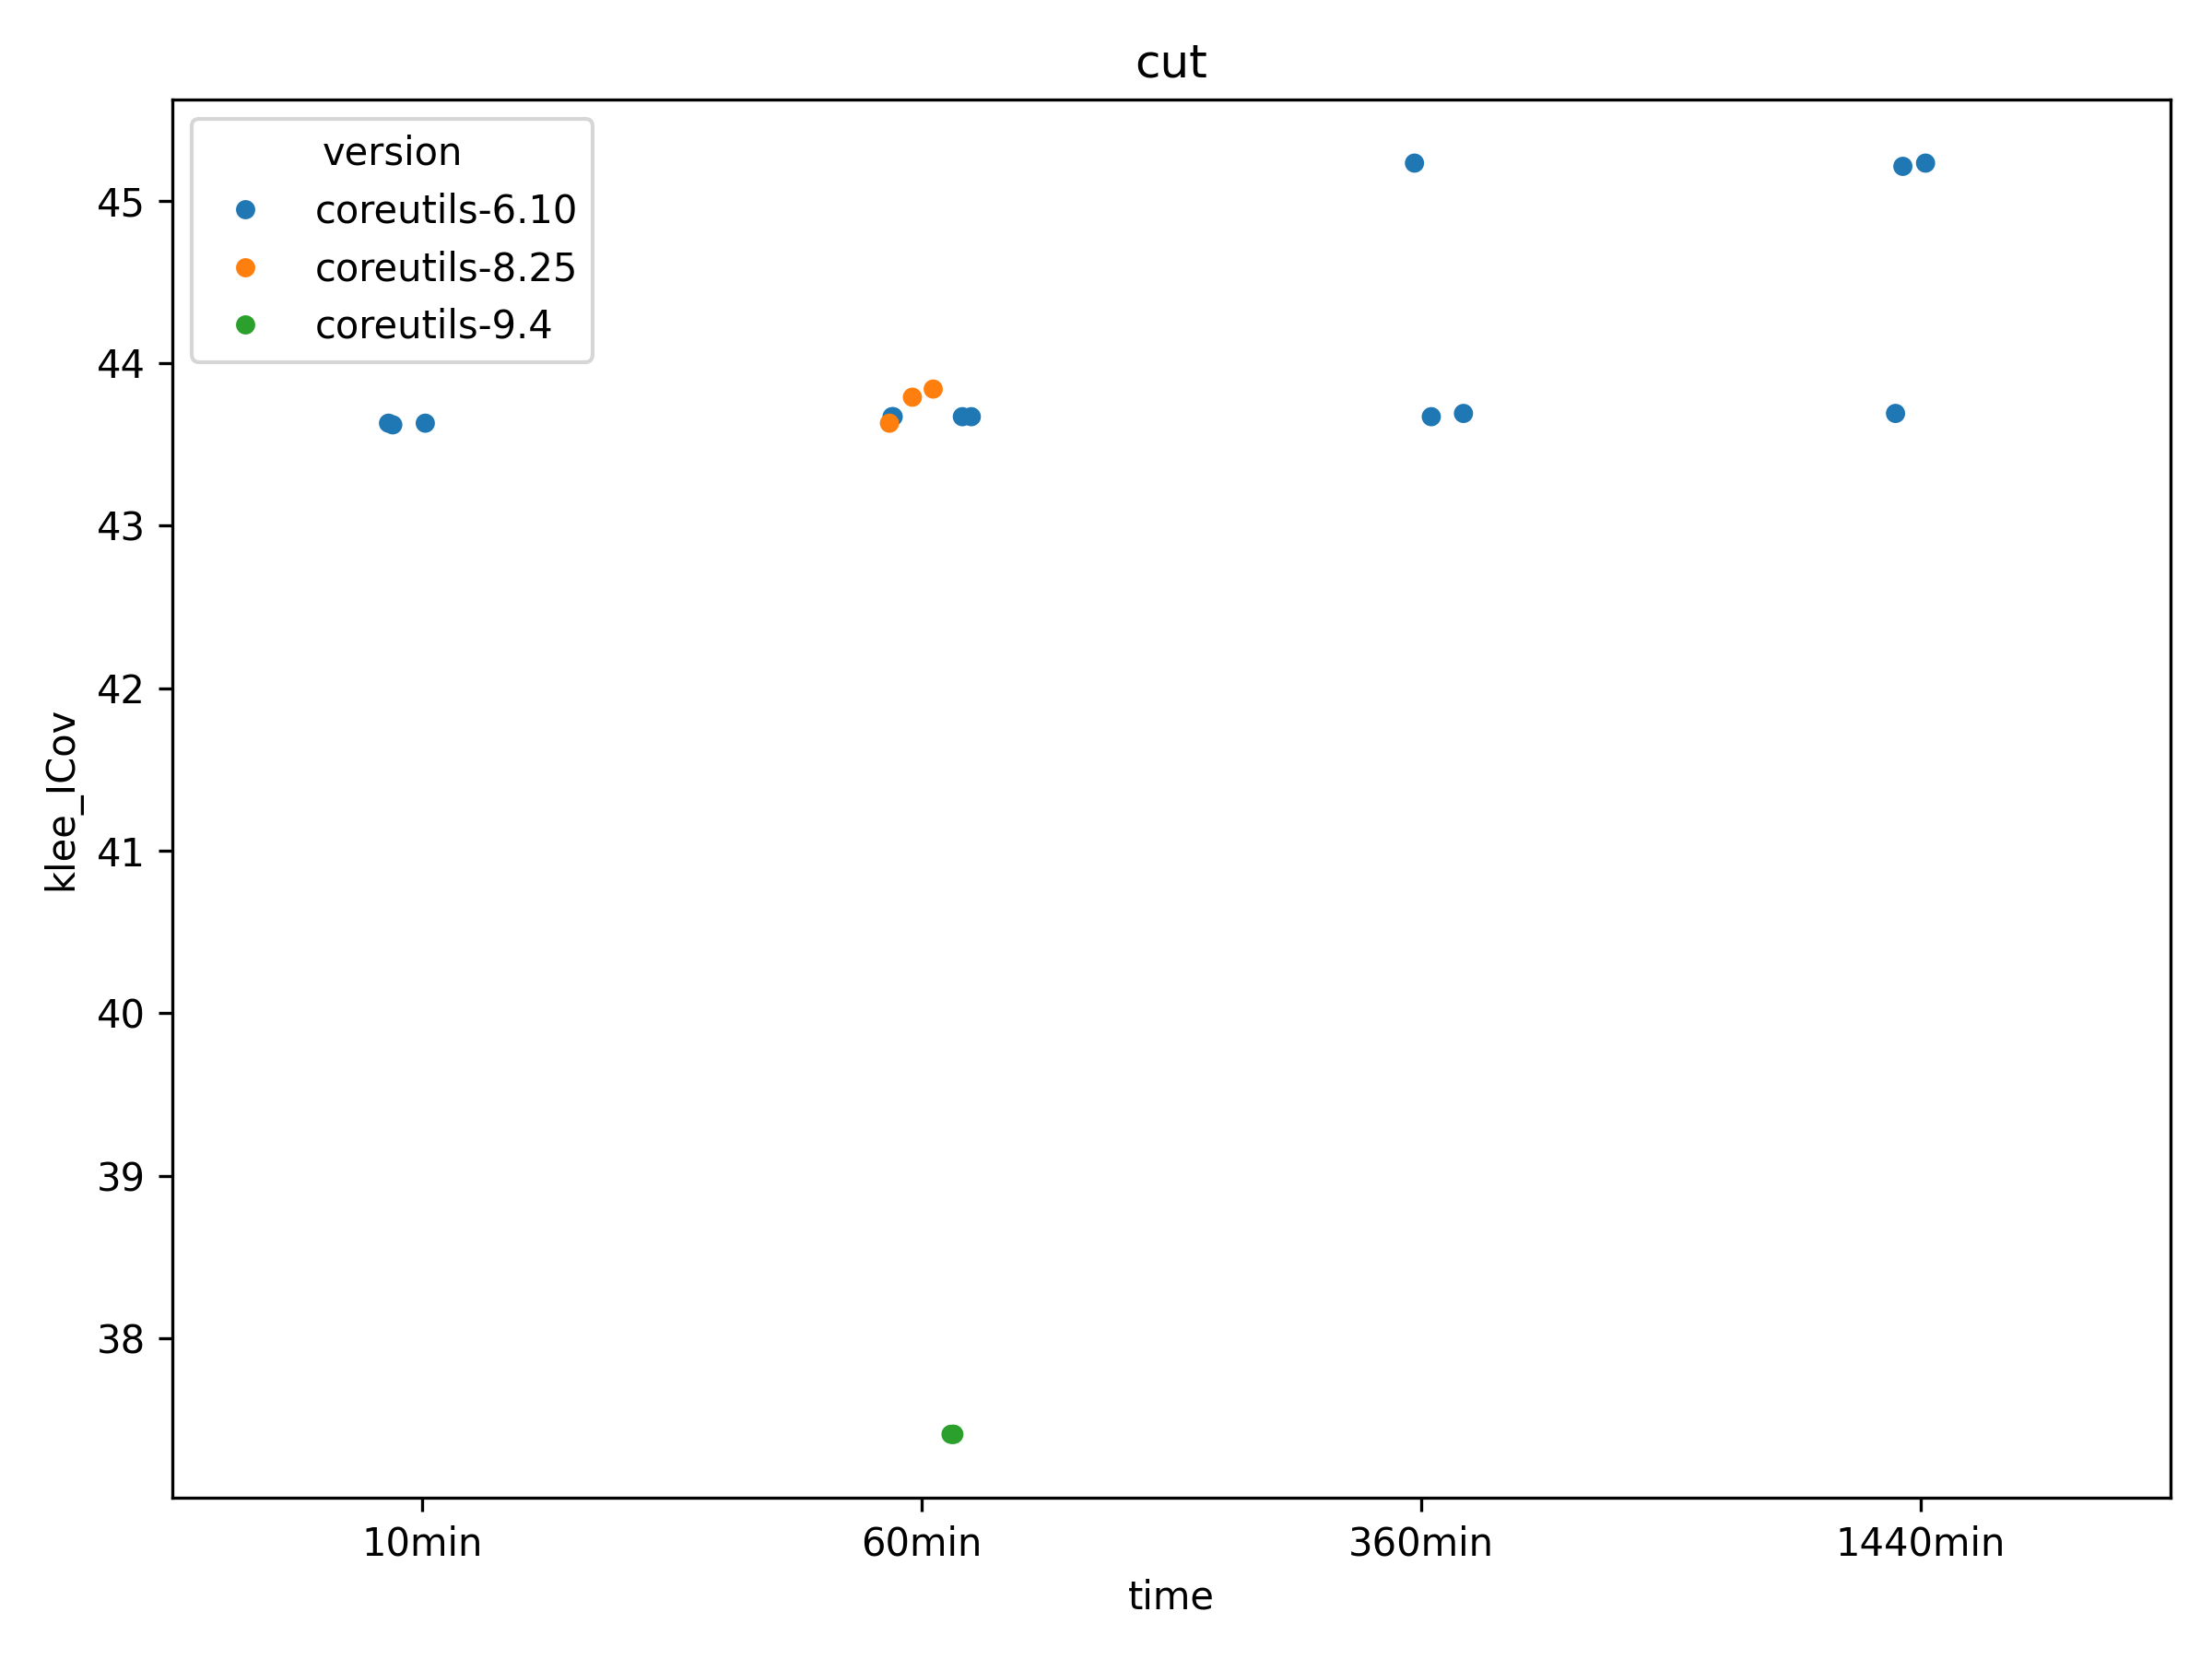 cut
version
coreutils-6.10
coreutils-8.25
coreutils-9.4
45
44
43
42
41
40
39
38
klee_ICov
10min
60min
360min
1440min
time